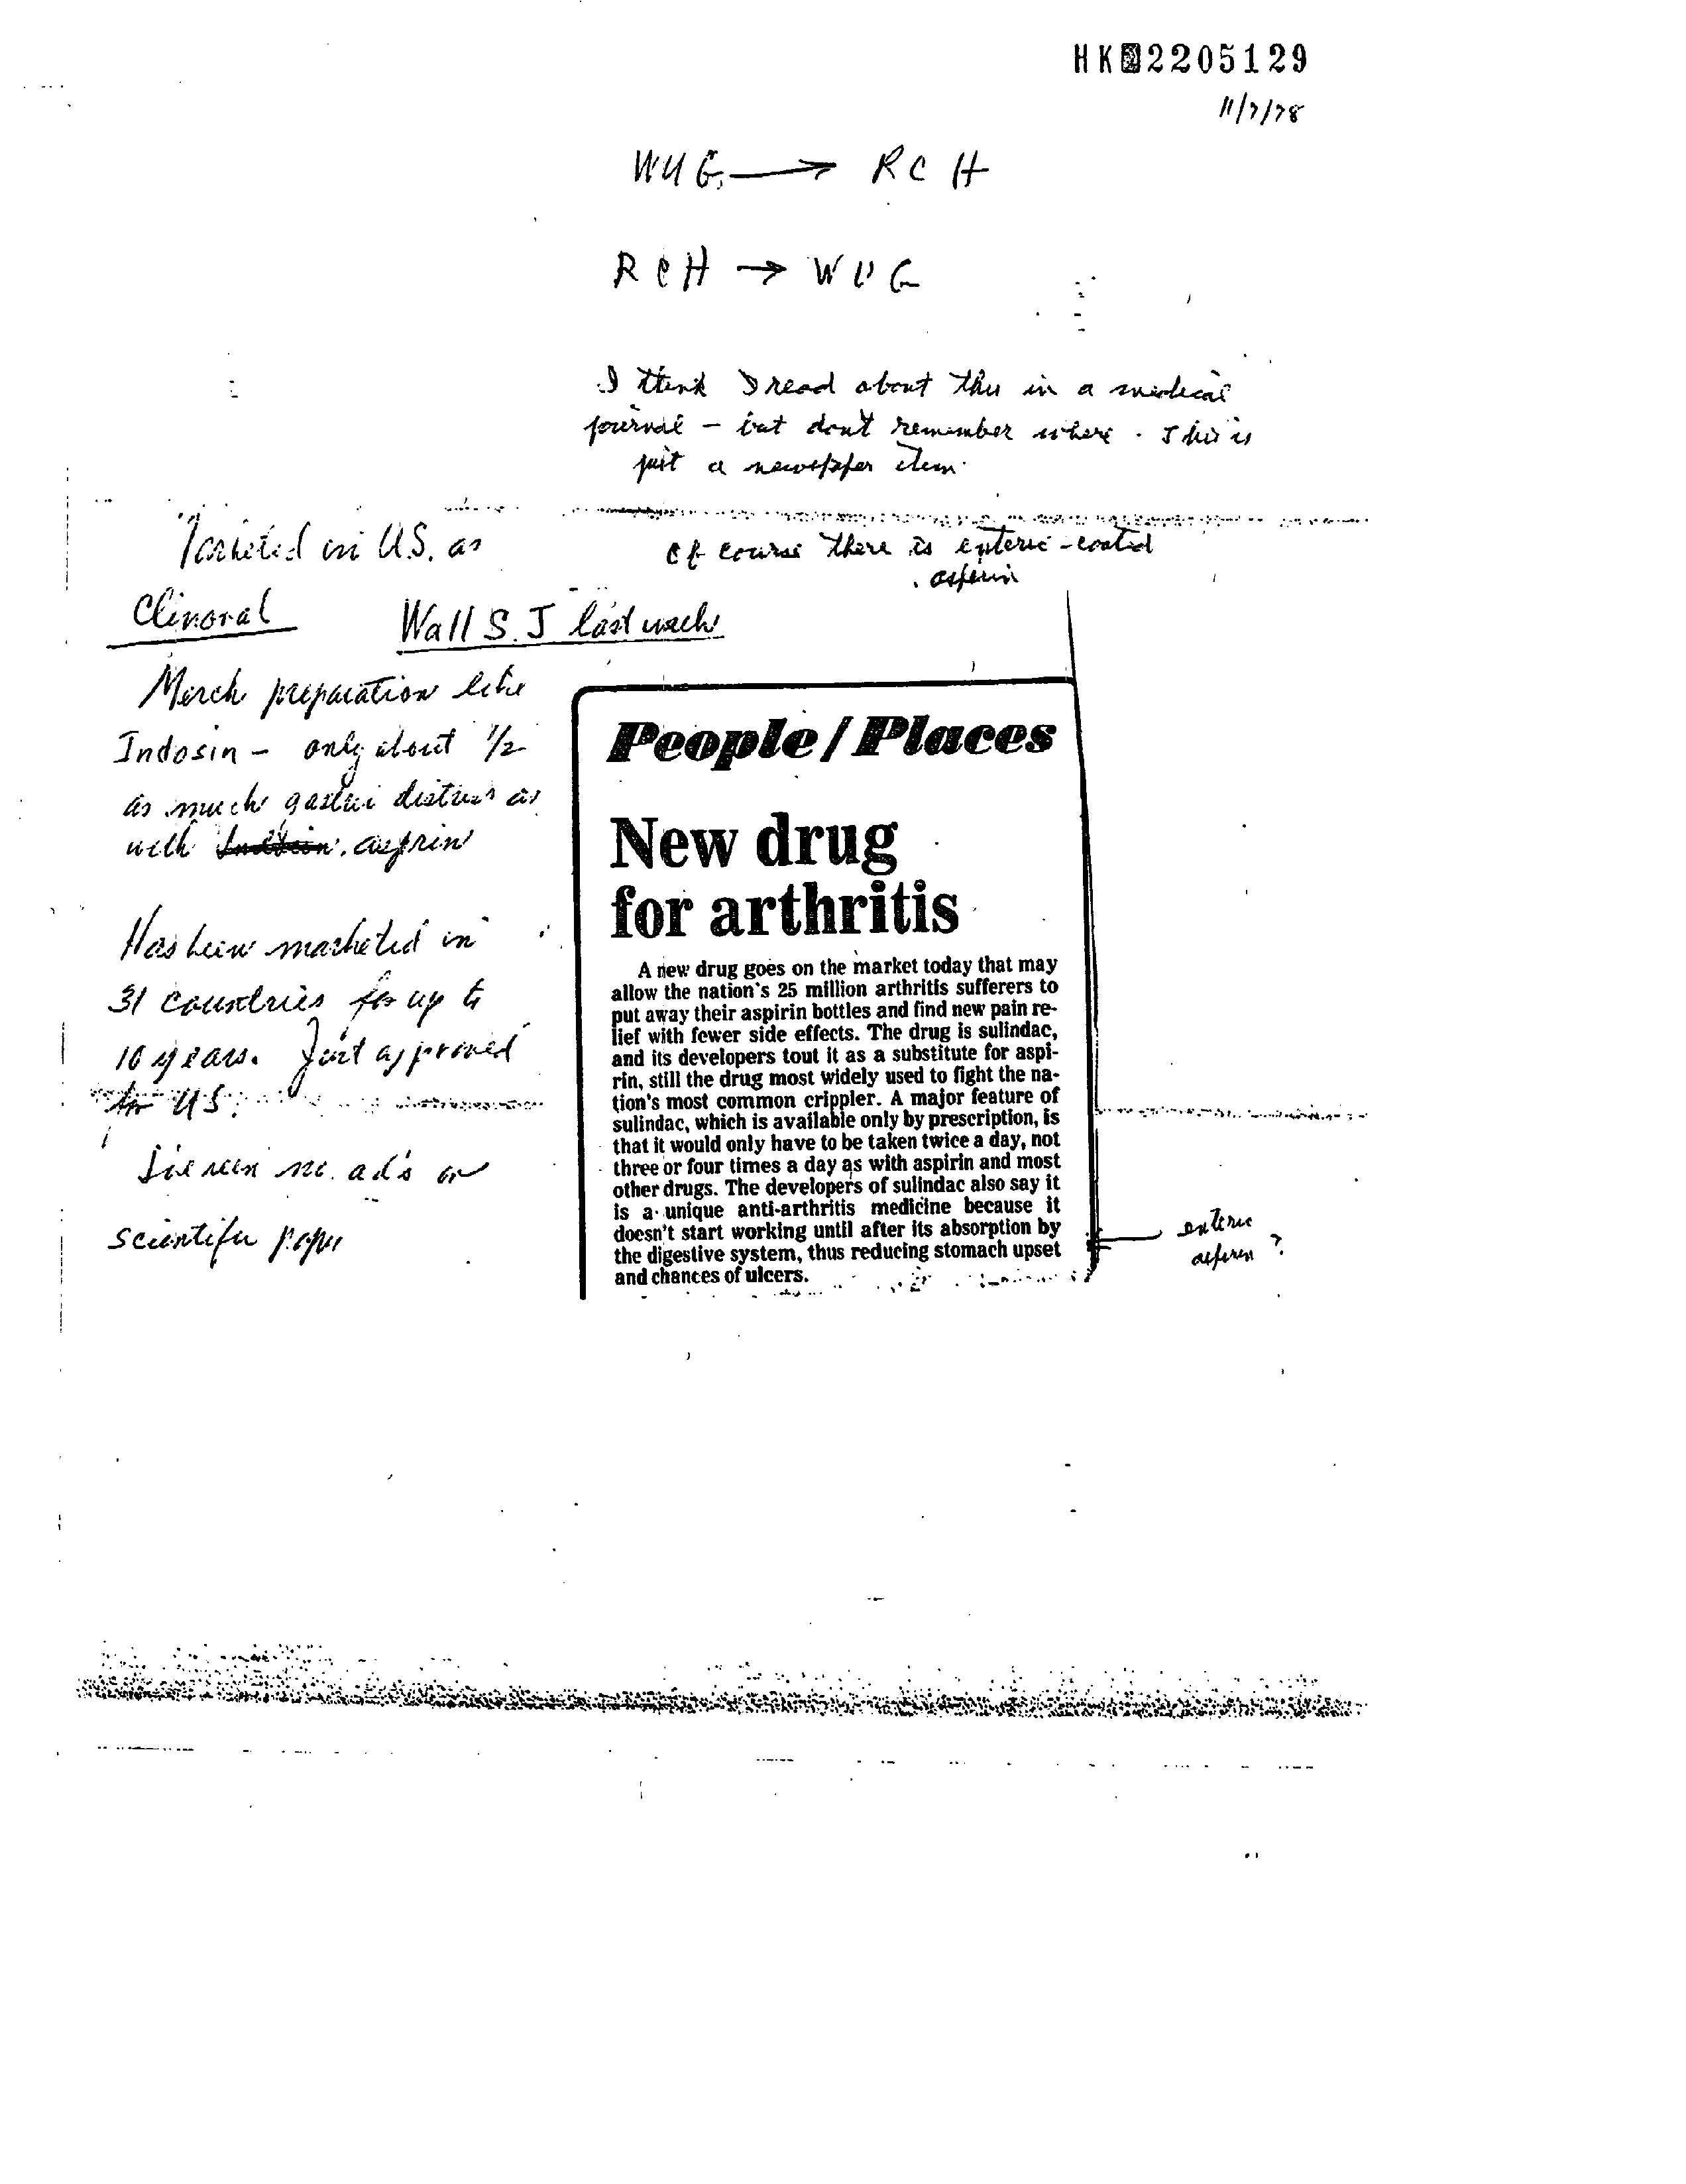 HK 2205129
11/7/78
WUG → RCH
RCH → WUG
I think I read about this in a medical
journal - but don't remember where. This is
just a newspaper item.
Of course there is enteric-coated
aspirin
Marketed in U.S. as
Clinoral
Wall S. J last week
Merck preparation like
Indosin - only about 1/2
as much gastric distress as
with Indosin. aspirin
Has been marketed in
31 countries for up to
10 years. Just approved
in US.
I've seen no. ad's or
scientific paper
People/Places
New drug
for arthritis
A new drug goes on the market today that may
allow the nation's 25 million arthritis sufferers to
put away their aspirin bottles and find new pain re-
lief with fewer side effects. The drug is sulindac,
and its developers tout it as a substitute for aspi-
rin, still the drug most widely used to fight the na-
tion's most common crippler. A major feature of
sulindac, which is available only by prescription, is
that it would only have to be taken twice a day, not
three or four times a day as with aspirin and most
other drugs. The developers of sulindac also say it
is a unique anti-arthritis medicine because it
doesn't start working until after its absorption by
the digestive system, thus reducing stomach upset
and chances of ulcers.
enteric
aspirin ?